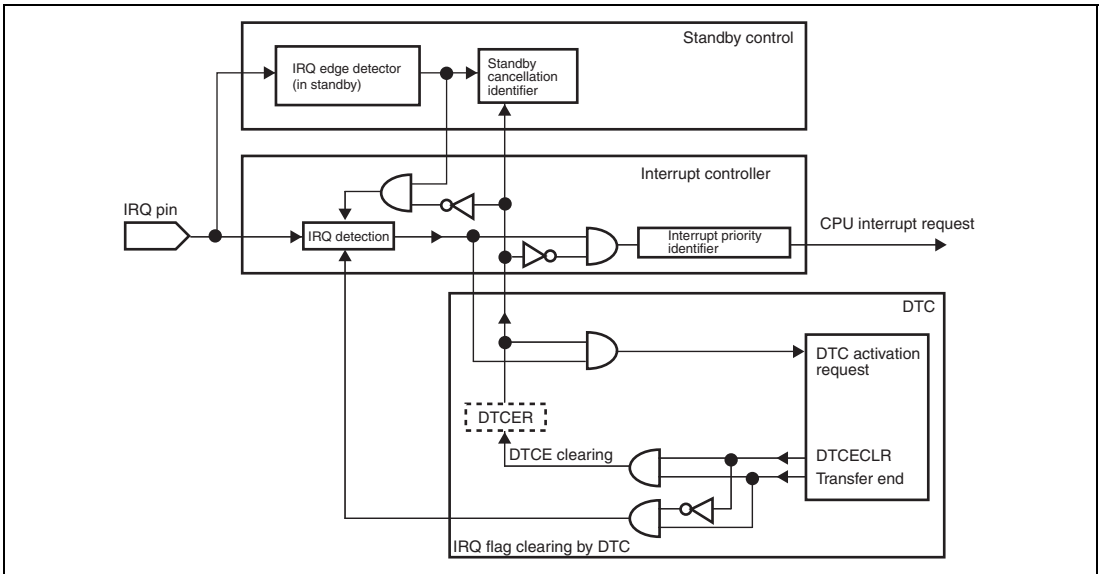 Standby control
IRQ edge detector
(in standby)
Standby
cancellation
identifier
Interrupt controller
IRQ pin
IRQ detection
Interrupt priority
identifier
CPU interrupt request
DTC
DTC activation
request
DTCER
DTCE clearing
DTCECLR
Transfer end
IRQ flag clearing by DTC